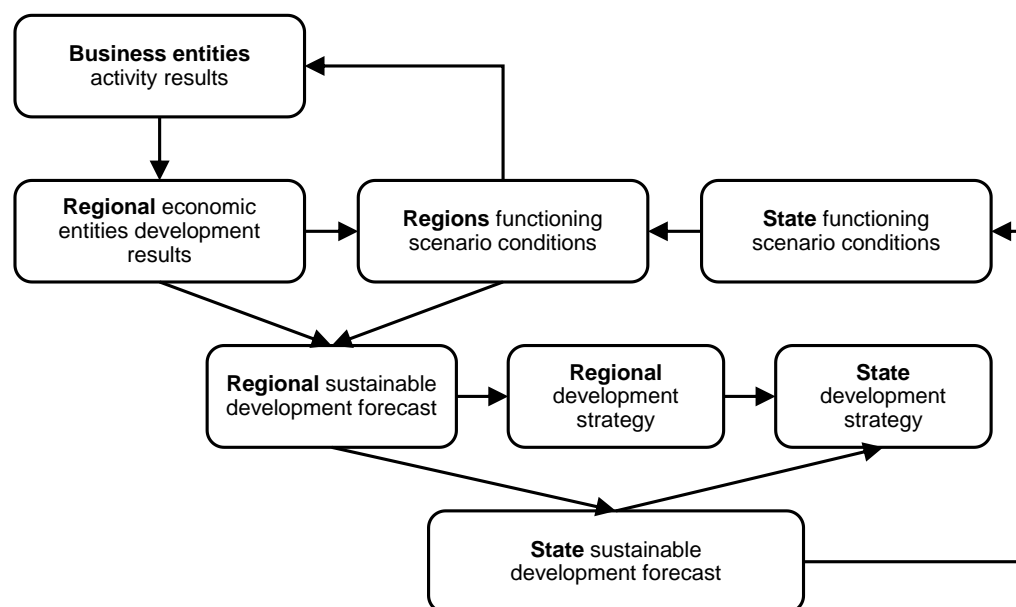 Business entities
activity results
Regional economic
entities development
results
Regions functioning
scenario conditions
State functioning
scenario conditions
Regional sustainable
development forecast
Regional
development
strategy
State
development
strategy
State sustainable
development forecast